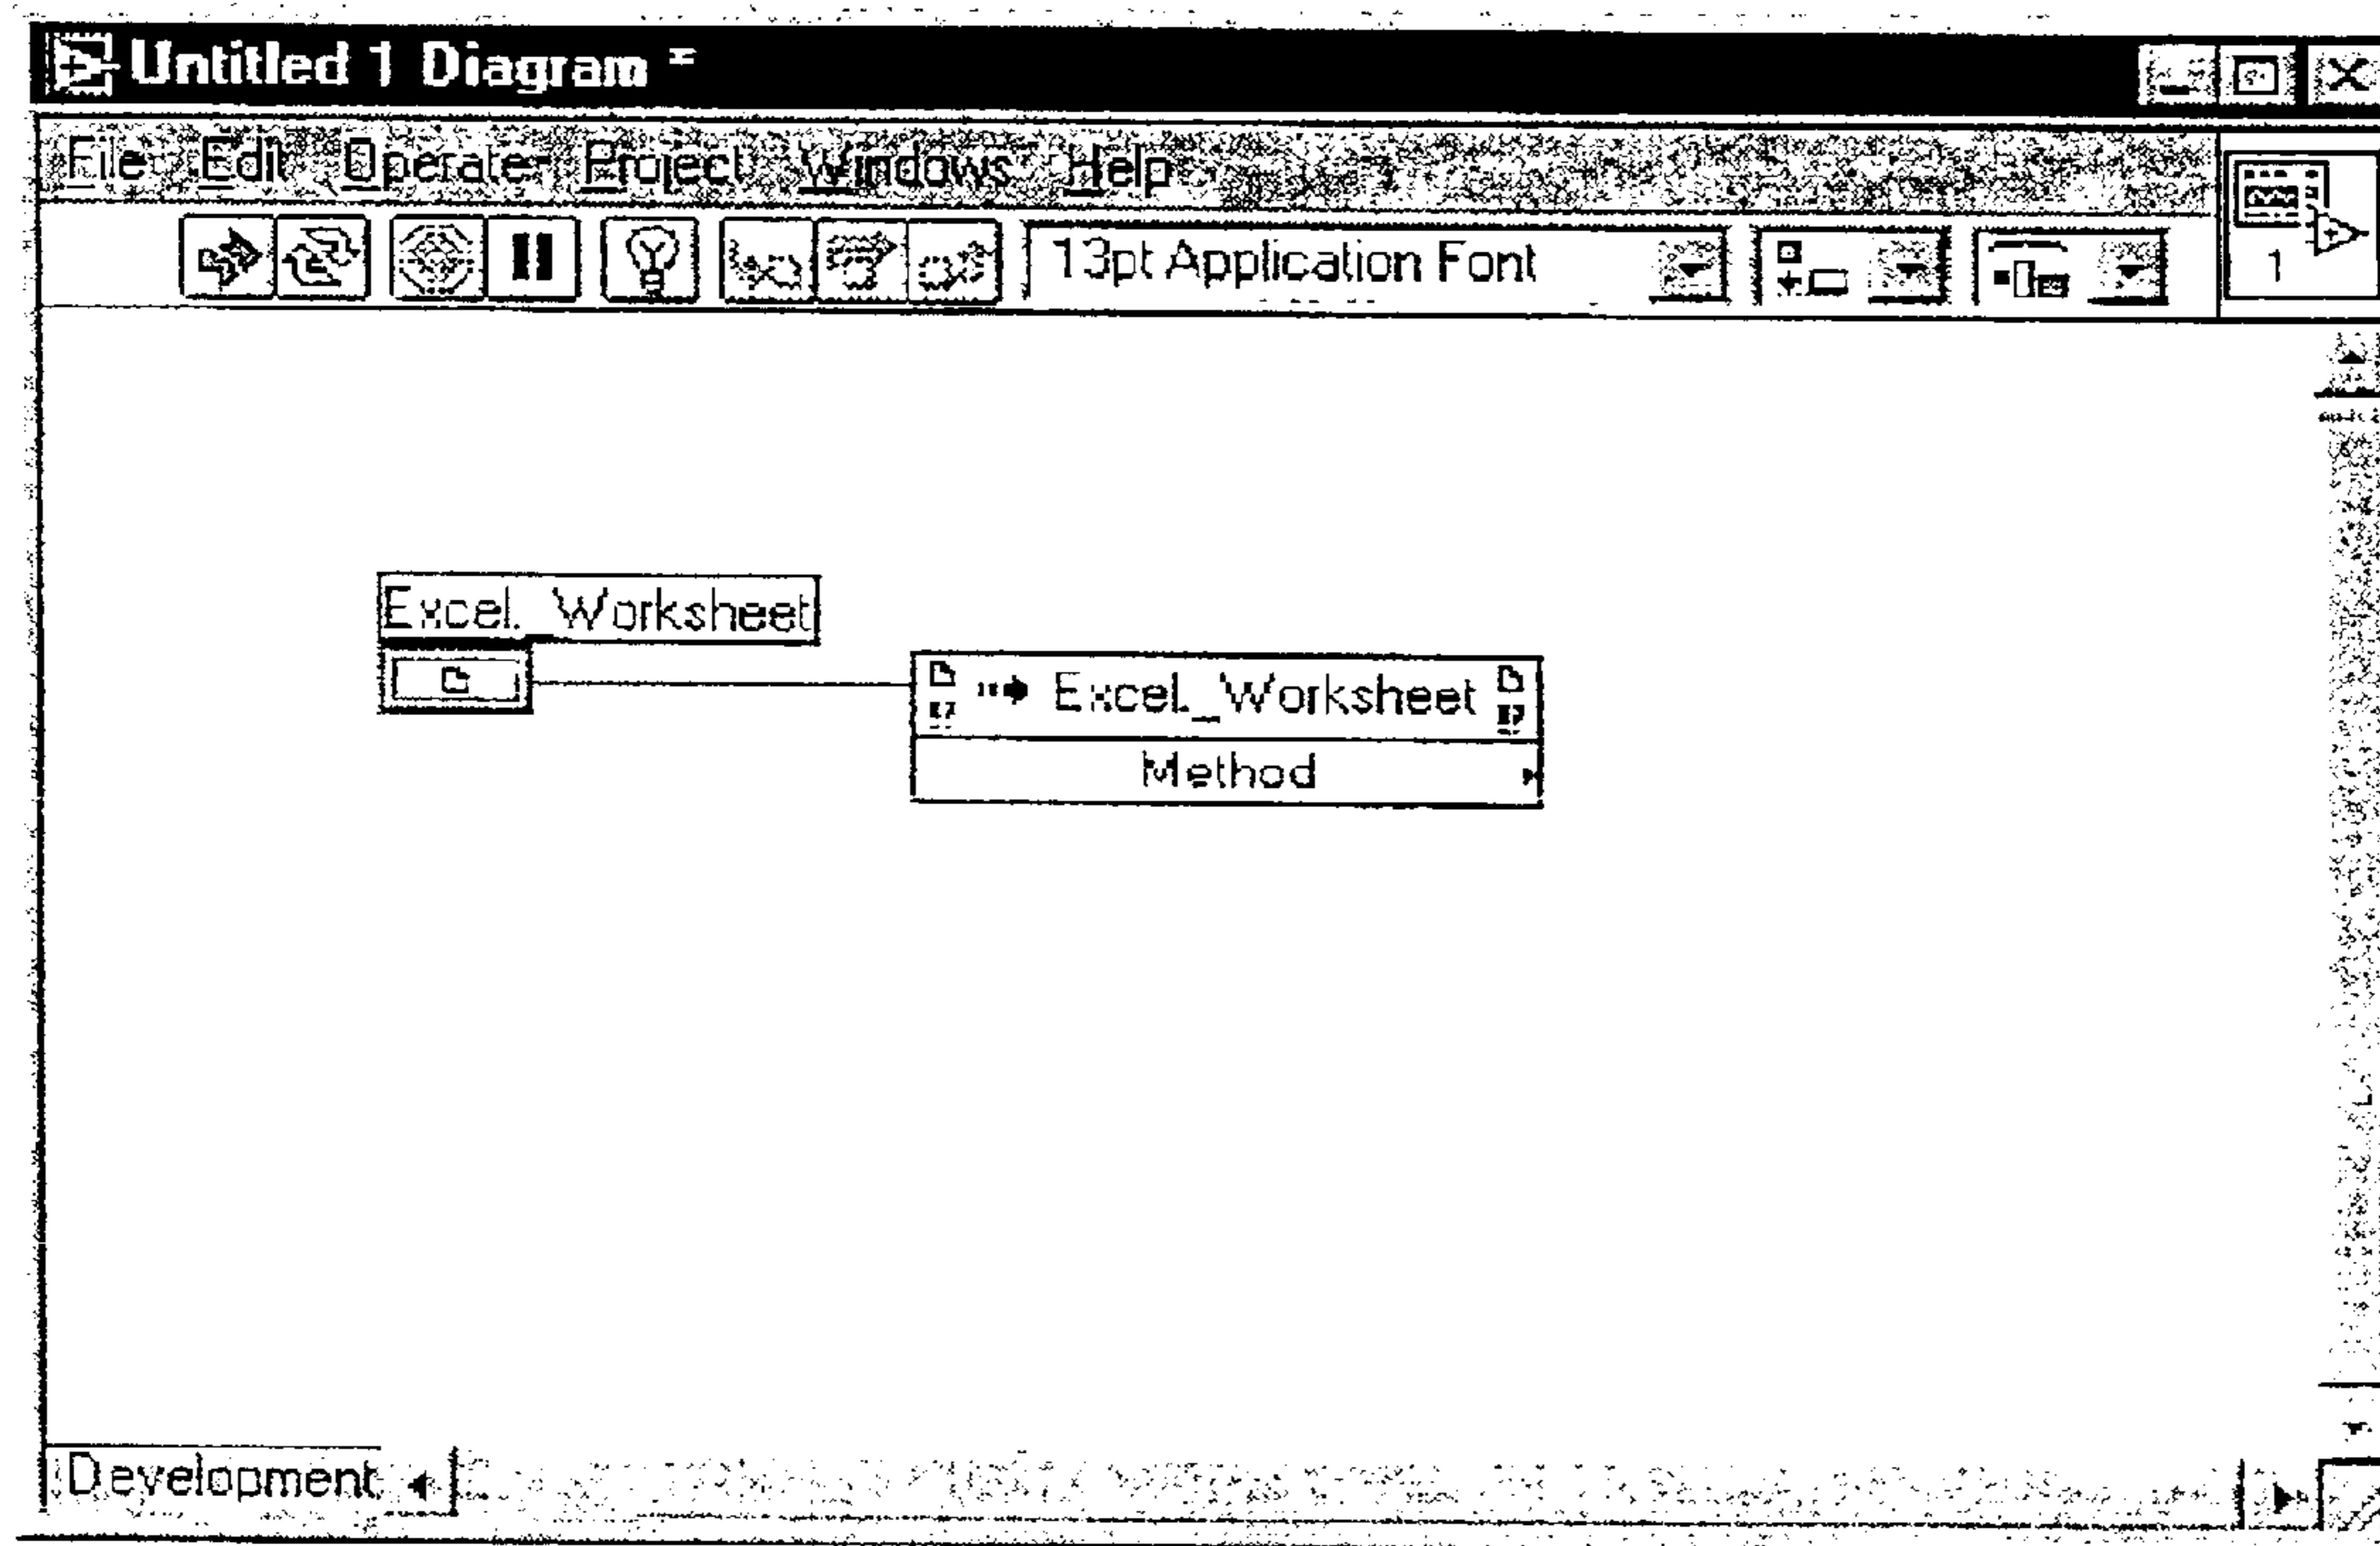 Untitled 1 Diagram *
File Edit Operate Project Windows Help
13pt Application Font
1
Excel._Worksheet
Excel._Worksheet
Method
Development